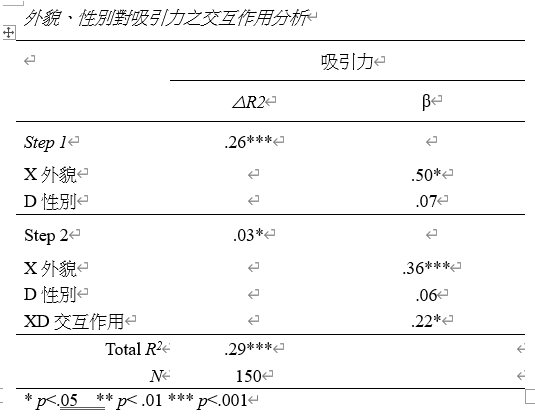 外貌、性別對吸引力之交互作用分析
吸引力
△R2 β
Step 1 .26***
X 外貌 .50*
D 性別 .07
Step 2 .03*
X 外貌 .36***
D 性別 .06
XD 交互作用 .22*
Total R² .29***
N 150
* p<.05 ** p< .01 *** p<.001